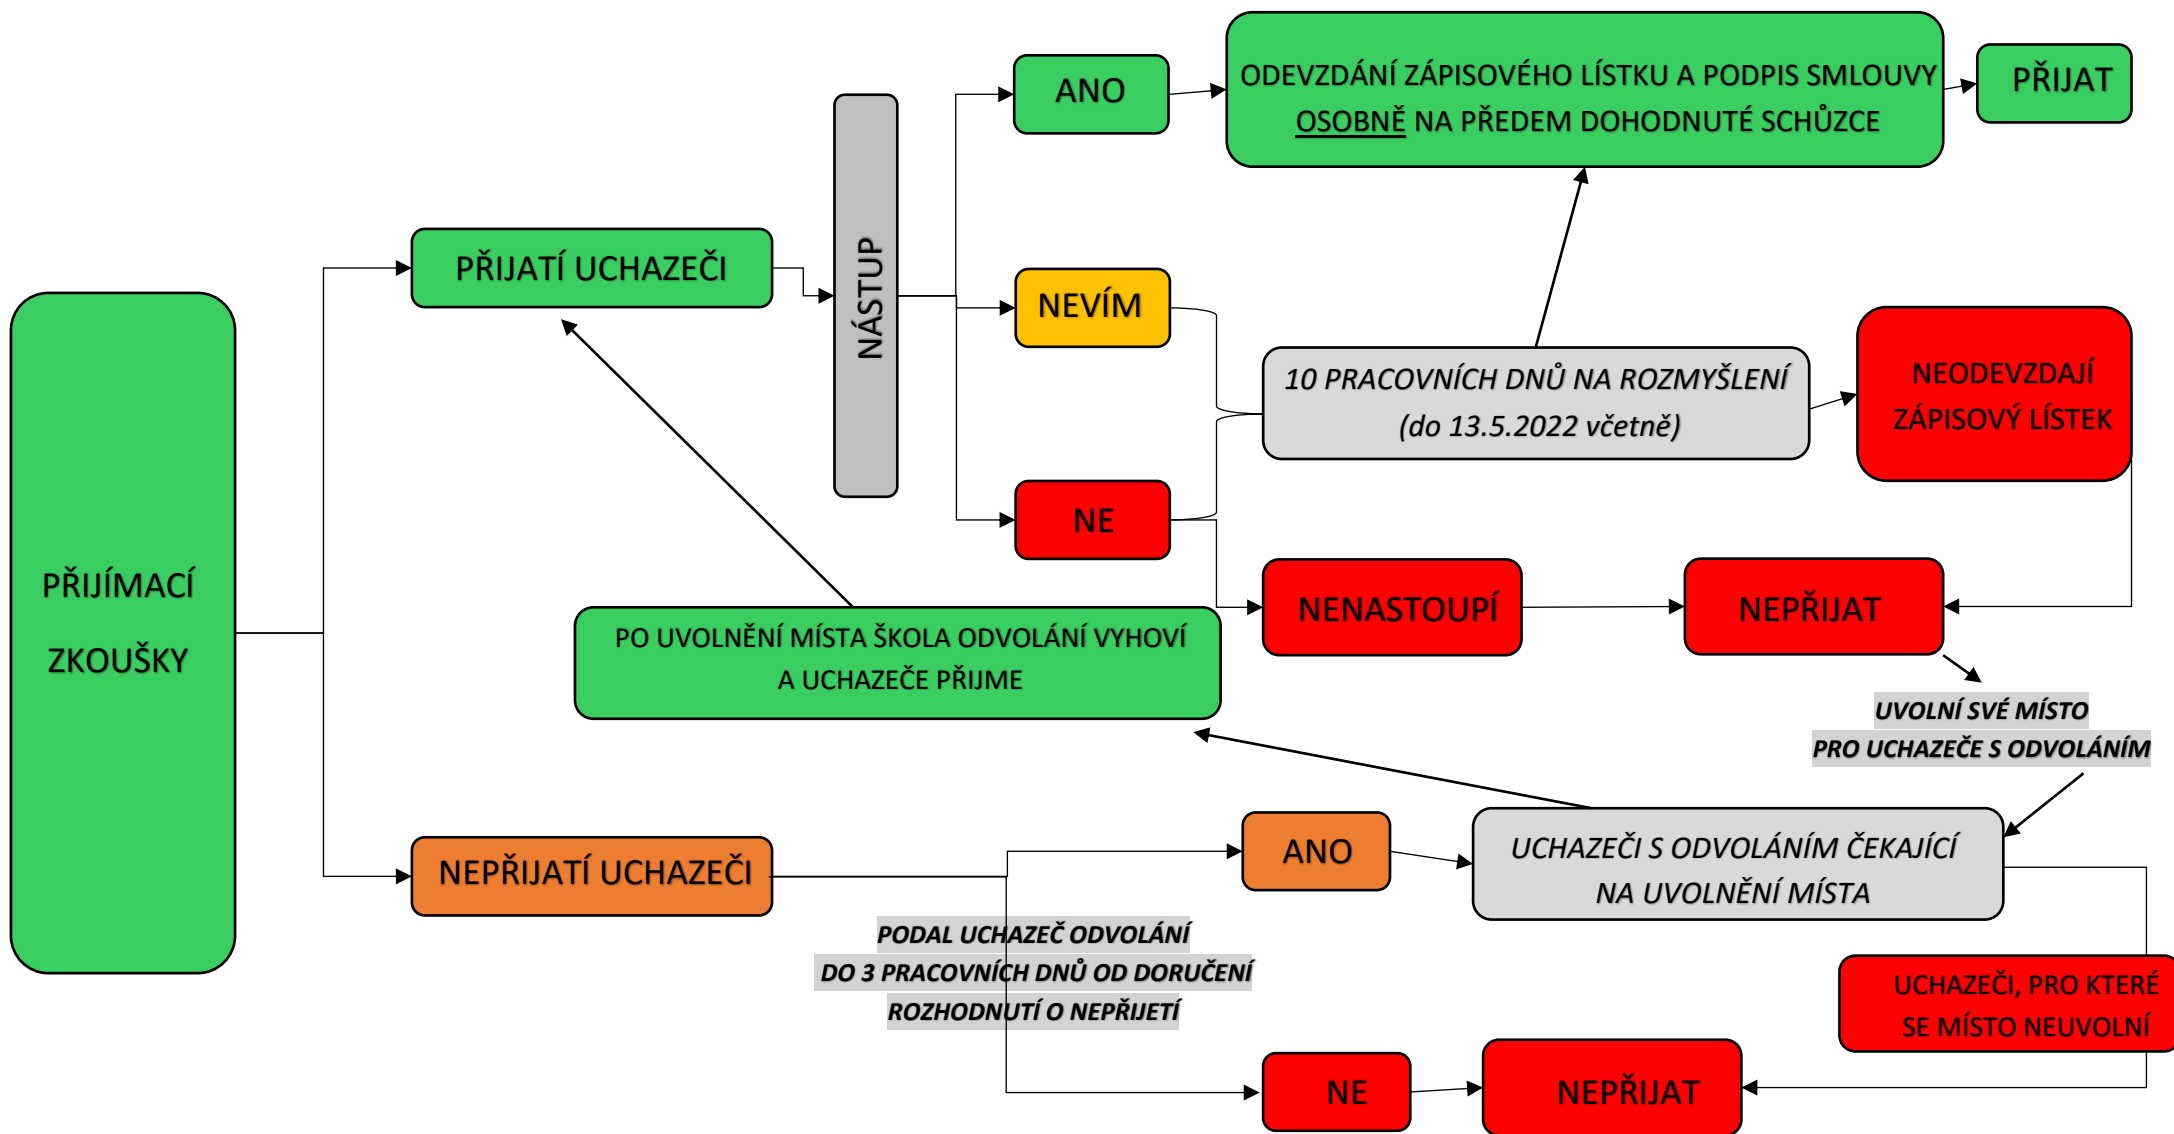 ANO
ODEVZDÁNÍ ZÁPISOVÉHO LÍSTKU A PODPIS SMLOUVY
OSOBNĚ NA PŘEDEM DOHODNUTÉ SCHŮZCE
PŘIJAT
PŘIJATÍ UCHAZEČI
NÁSTUP
NEVÍM
10 PRACOVNÍCH DNŮ NA ROZMYŠLENÍ
(do 13.5.2022 včetně)
NEODEVZDAJÍ
ZÁPISOVÝ LÍSTEK
NE
PŘIJÍMACÍ
ZKOUŠKY
NENASTOUPÍ
NEPŘIJAT
PO UVOLNĚNÍ MÍSTA ŠKOLA ODVOLÁNÍ VYHOVÍ
A UCHAZEČE PŘIJME
UVOLNÍ SVÉ MÍSTO
PRO UCHAZEČE S ODVOLÁNÍM
NEPŘIJATÍ UCHAZEČI
ANO
UCHAZEČI S ODVOLÁNÍM ČEKAJÍCÍ
NA UVOLNĚNÍ MÍSTA
PODAL UCHAZEČ ODVOLÁNÍ
DO 3 PRACOVNÍCH DNŮ OD DORUČENÍ
ROZHODNUTÍ O NEPŘIJETÍ
UCHAZEČI, PRO KTERÉ
SE MÍSTO NEUVOLNÍ
NE
NEPŘIJAT